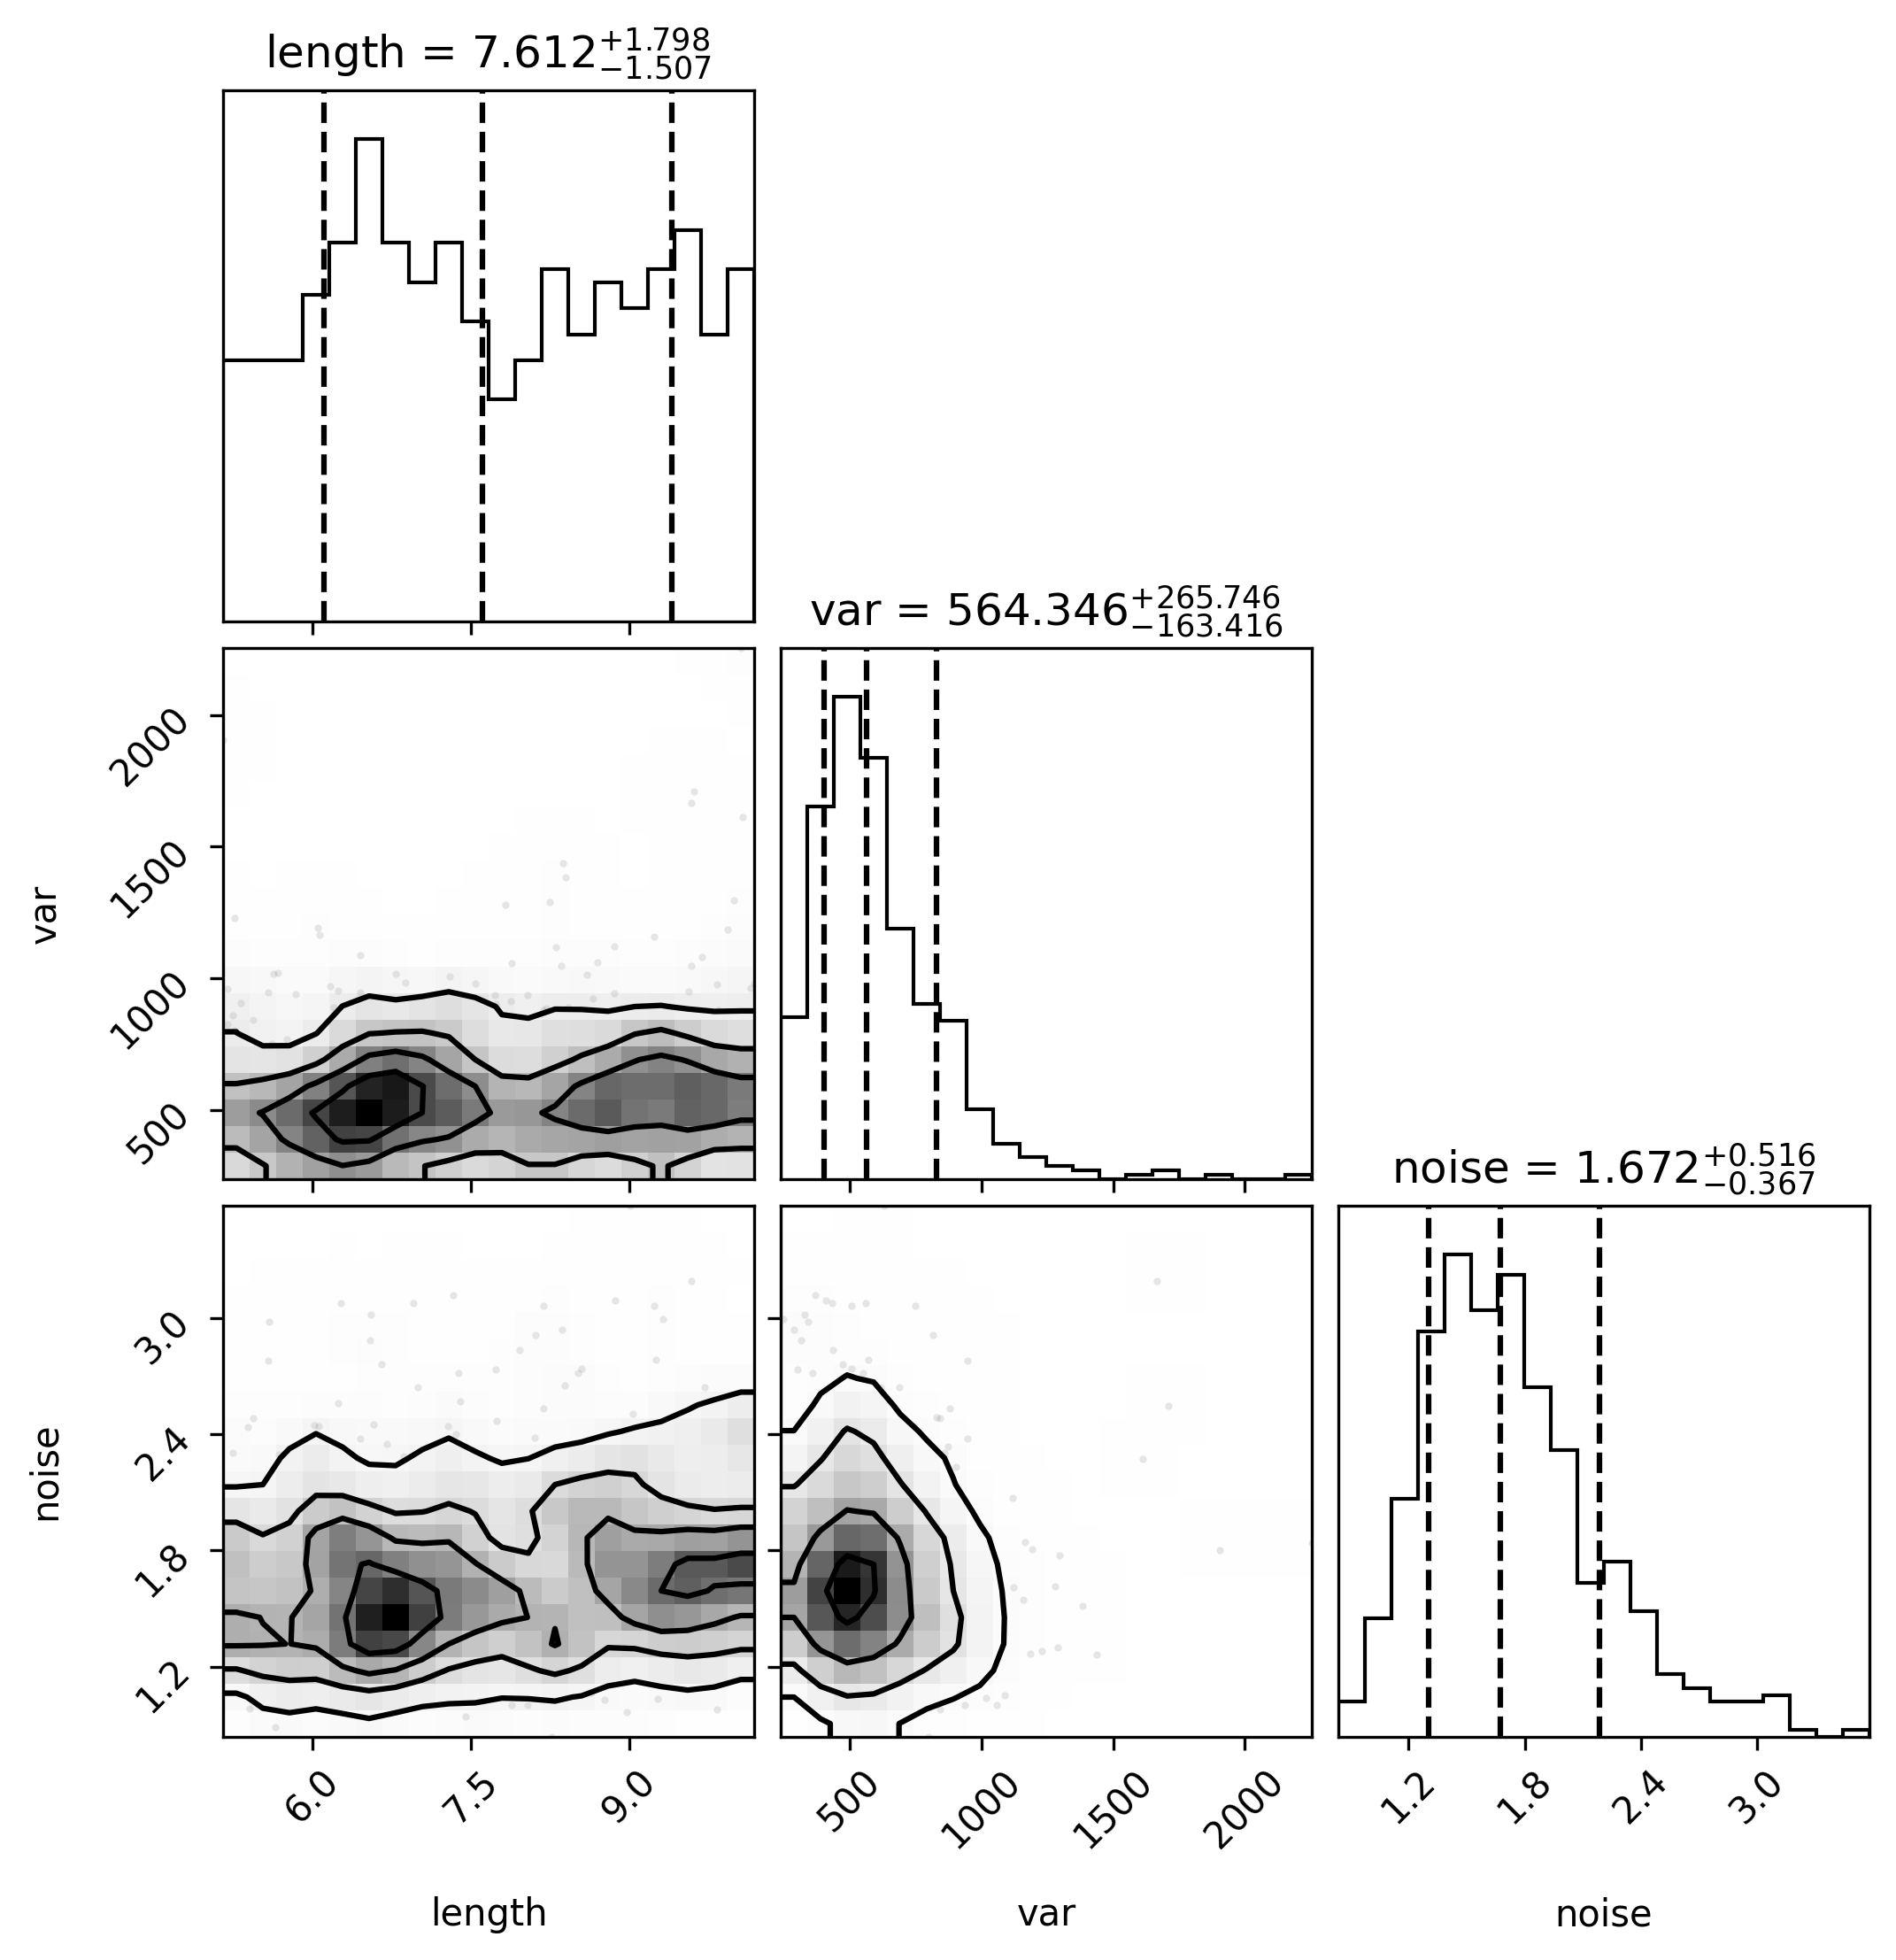 length = 7.612+1.798 −1.507
var = 564.346+265.746 −163.416
2000
1500
1000
500
var
noise = 1.672+0.516 −0.367
3.0
2.4
1.8
1.2
noise
6.0 7.5 9.0 500 1000 1500 2000 1.2 1.8 2.4 3.0
length var noise